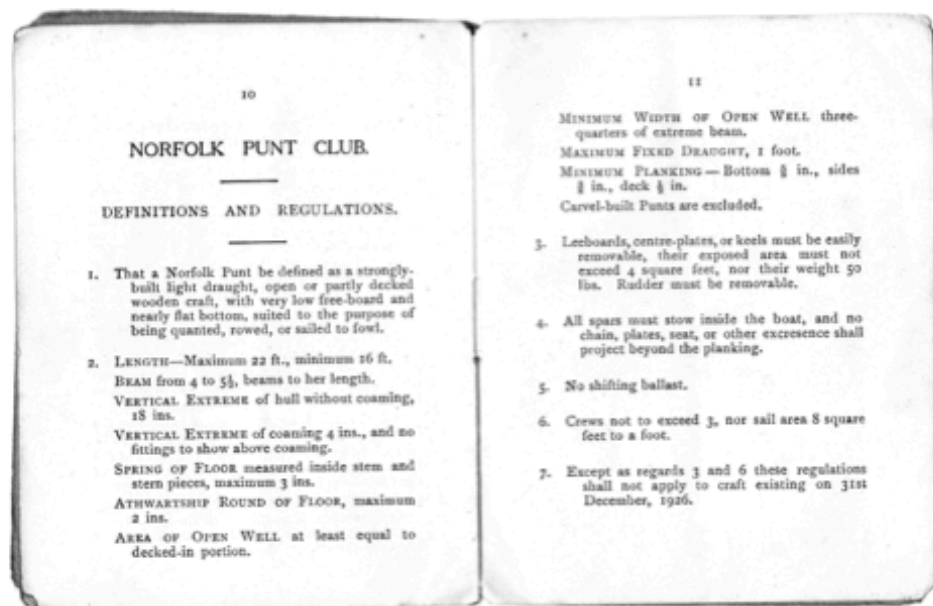 10
NORFOLK PUNT CLUB.
DEFINITIONS AND REGULATIONS.
1. That a Norfolk Punt be defined as a strongly-
built light draught, open or partly decked
wooden craft, with very low free-board and
nearly flat bottom, suited to the purpose of
being quanted, rowed, or sailed to fowl.
2. LENGTH—Maximum 22 ft., minimum 16 ft.
BEAM from 4 to 5½, beams to her length.
VERTICAL EXTREME of hull without coaming,
18 ins.
VERTICAL EXTREME of coaming 4 ins., and no
fittings to show above coaming.
SPRING OF FLOOR measured inside stem and
stern pieces, maximum 3 ins.
ATHWARTSHIP ROUND OF FLOOR, maximum
2 ins.
AREA OF OPEN WELL at least equal to
decked-in portion.
11
MINIMUM WIDTH OF OPEN WELL three-
quarters of extreme beam.
MAXIMUM FIXED DRAUGHT, 1 foot.
MINIMUM PLANKING — Bottom in., sides
in., deck in.
Carvel-built Punts are excluded.
3. Leeboards, centre-plates, or keels must be easily
removable, their exposed area must not
exceed 4 square feet, nor their weight 50
lbs. Rudder must be removable.
4. All spars must stow inside the boat, and no
chain, plates, seat, or other excresence shall
project beyond the planking.
5. No shifting ballast.
6. Crews not to exceed 3, nor sail area 8 square
feet to a foot.
7. Except as regards 3 and 6 these regulations
shall not apply to craft existing on 31st
December, 1926.